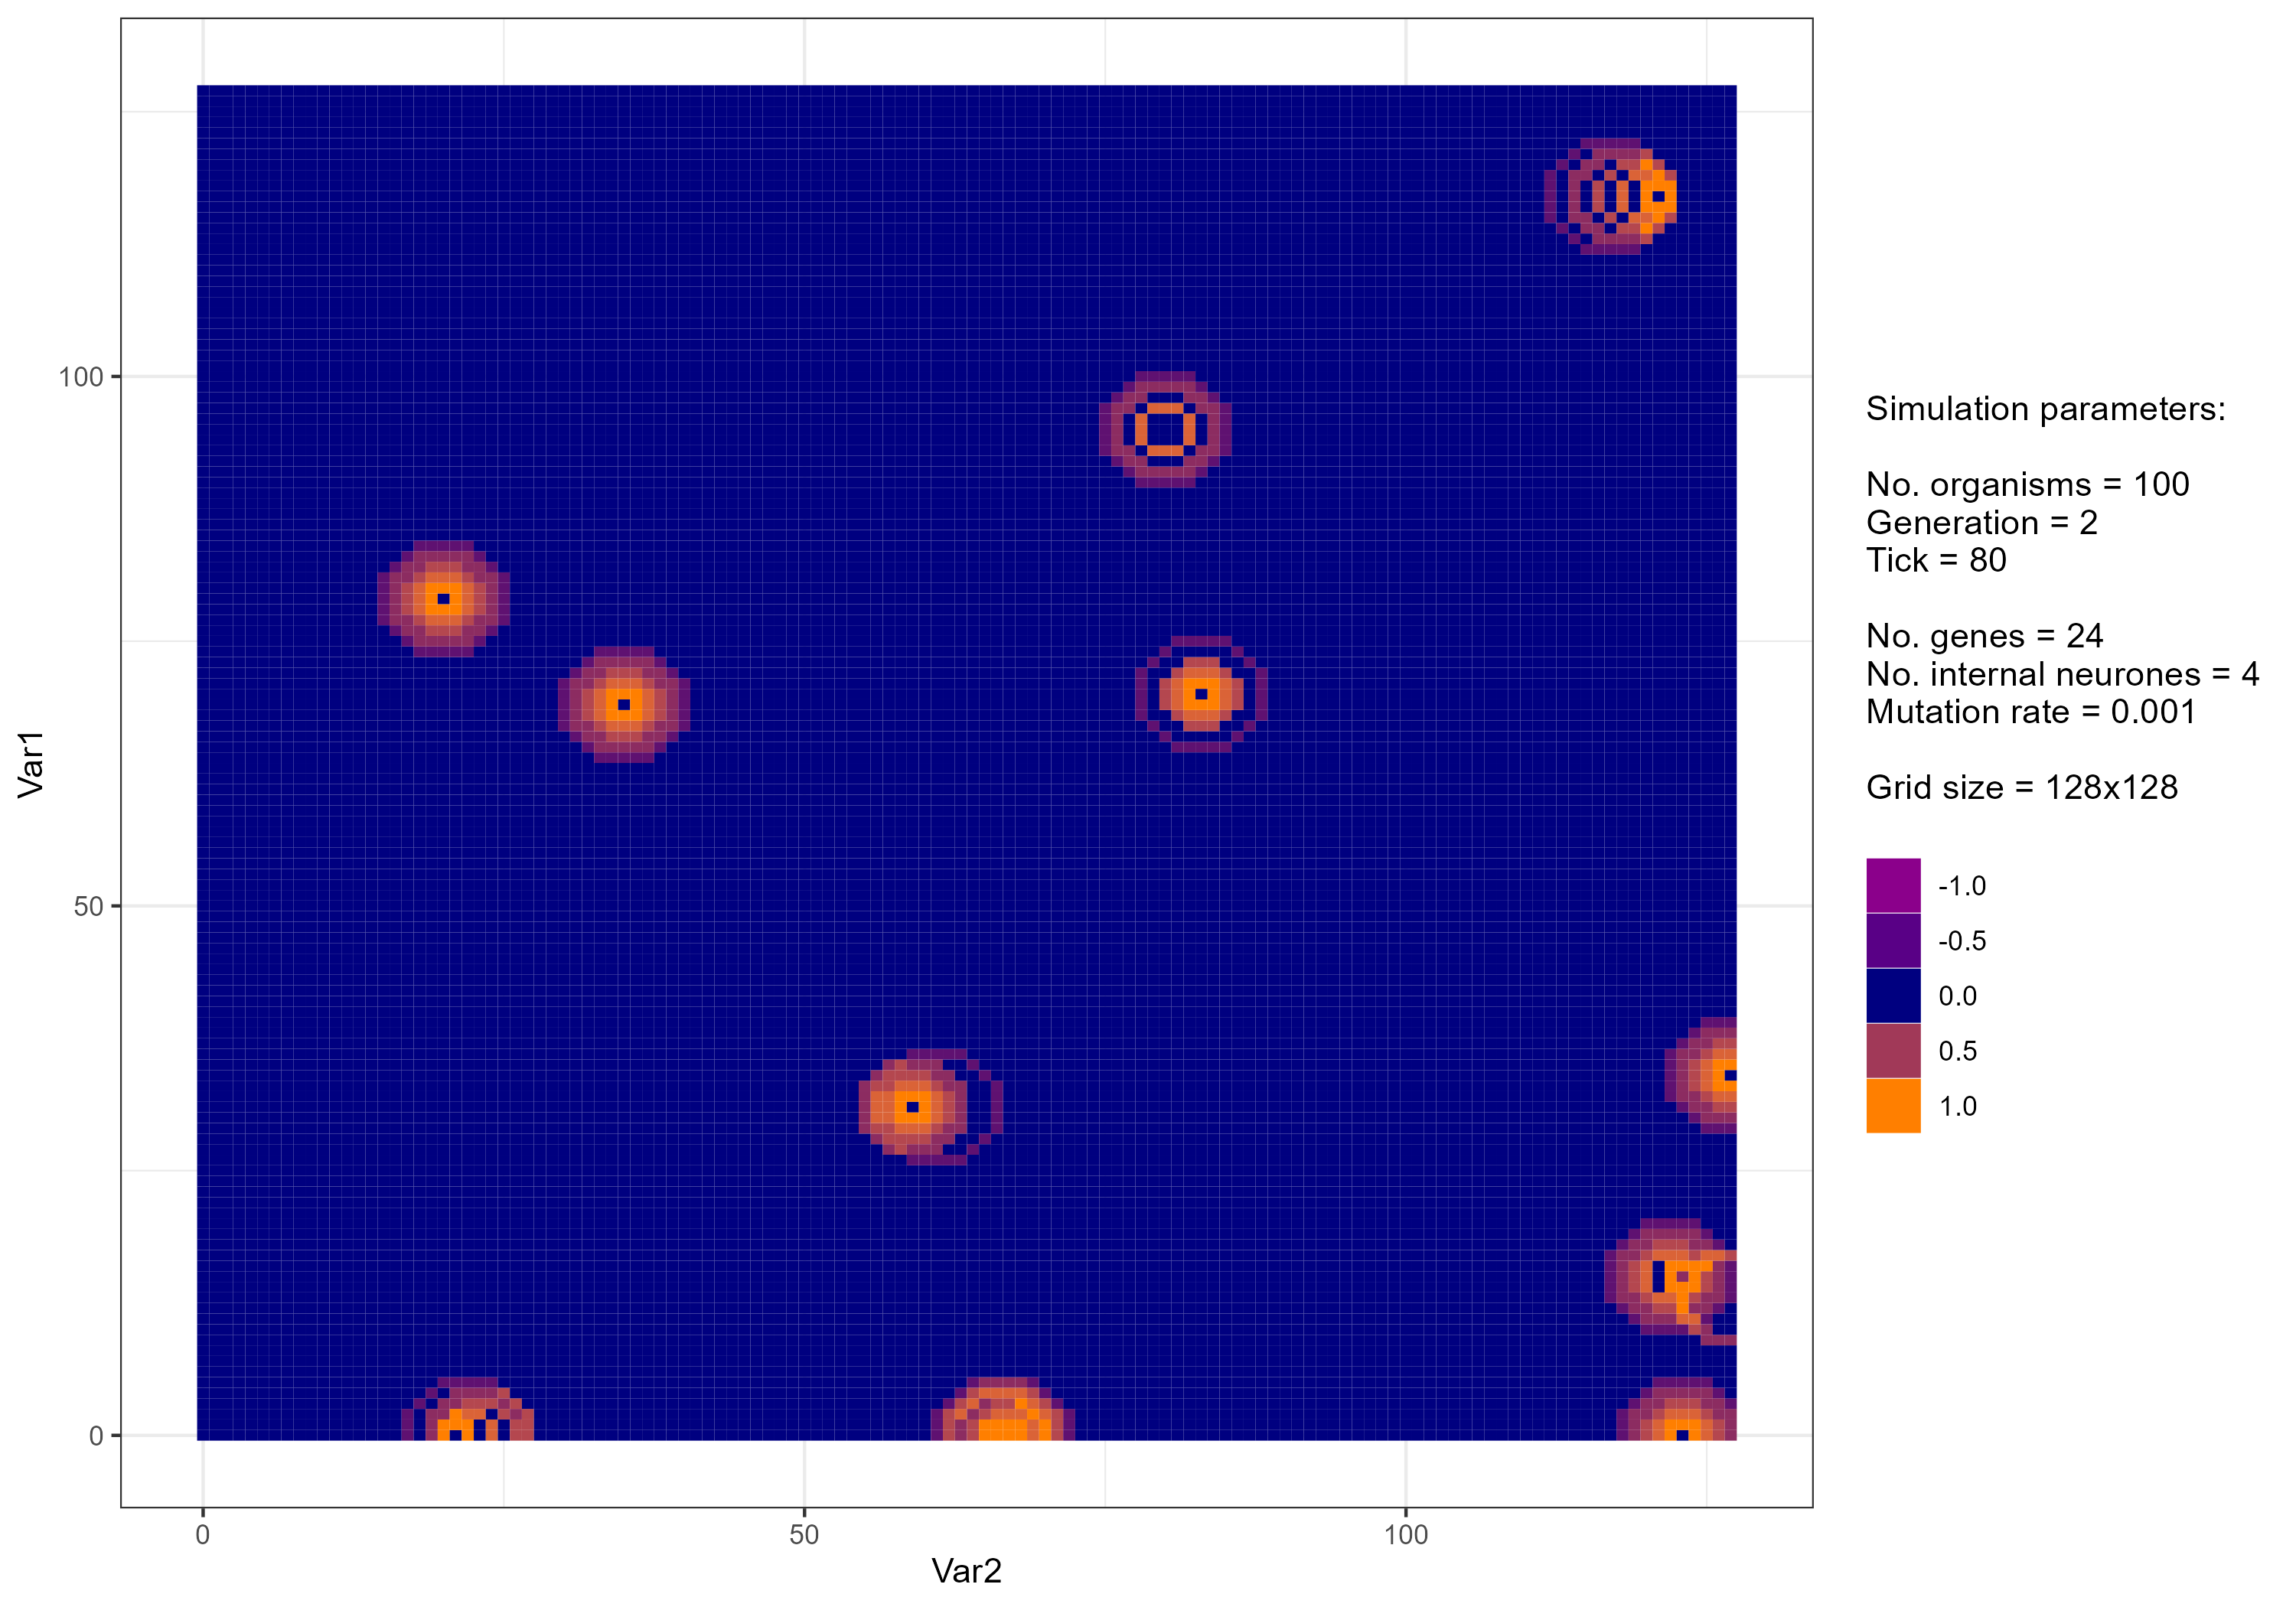 100
50
0
Var1
0
50
100
Var2
Simulation parameters:
No. organisms = 100
Generation = 2
Tick = 80
No. genes = 24
No. internal neurones = 4
Mutation rate = 0.001
Grid size = 128x128
-1.0
-0.5
0.0
0.5
1.0